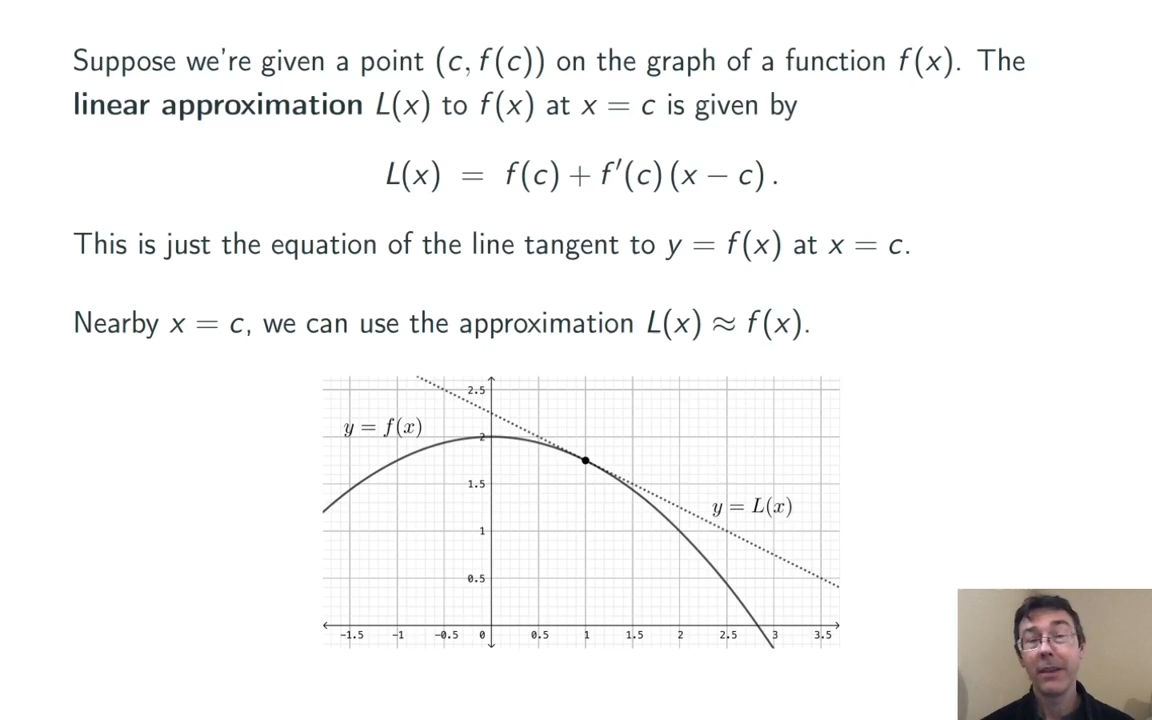 Suppose we're given a point (c, f(c)) on the graph of a function f(x). The
linear approximation L(x) to f(x) at x = c is given by
L(x) = f(c) + f′(c) (x − c) .
This is just the equation of the line tangent to y = f(x) at x = c.
Nearby x = c, we can use the approximation L(x) ≈ f(x).
2.5
y = f(x)
2
1.5
y = L(x)
1
0.5
-1.5 -1 -0.5 0 0.5 1 1.5 2 2.5 3 3.5